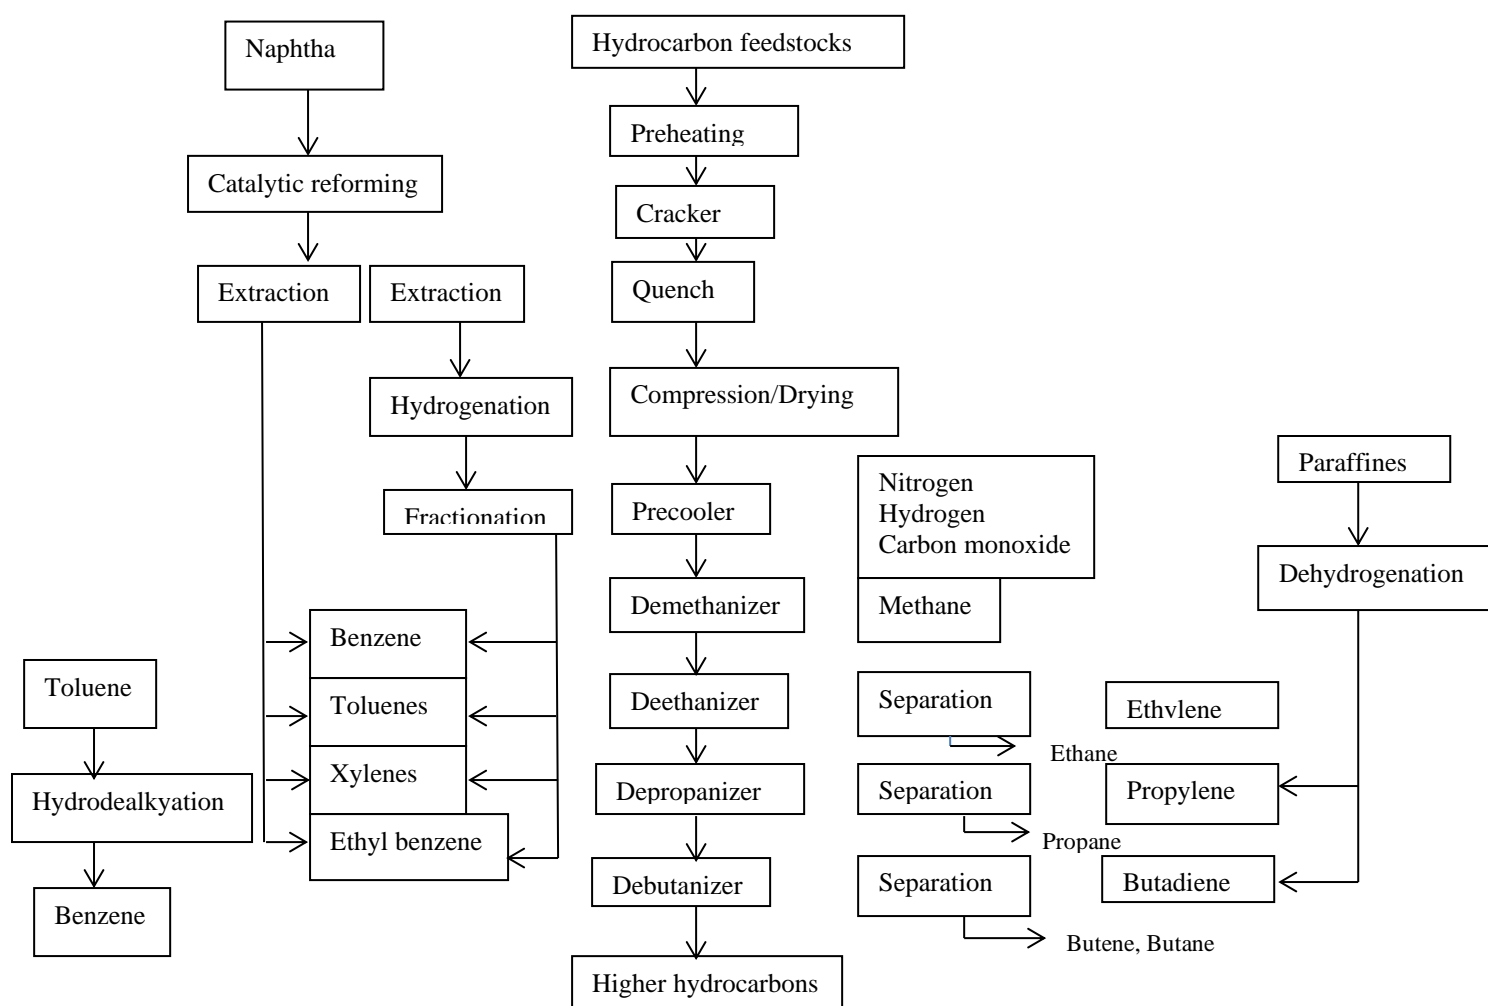 Naphtha
Hydrocarbon feedstocks
Preheating
Catalytic reforming
Cracker
Extraction
Extraction
Quench
Hydrogenation
Compression/Drying
Paraffines
Nitrogen
Hydrogen
Carbon monoxide
Fractionation
Precooler
Dehydrogenation
Demethanizer
Methane
Benzene
Toluene
Toluenes
Deethanizer
Separation
Ethylene
Ethane
Xylenes
Hydrodealkyation
Depropanizer
Separation
Propylene
Propane
Ethyl benzene
Debutanizer
Separation
Butadiene
Benzene
Butene, Butane
Higher hydrocarbons